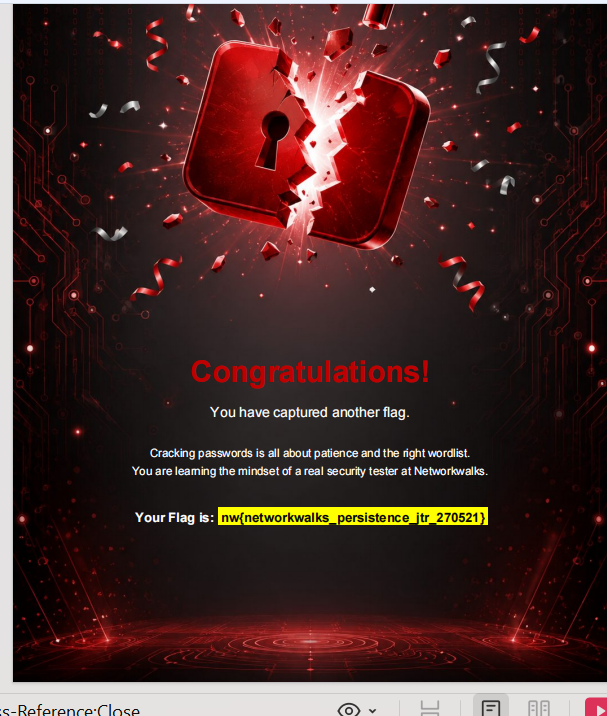 Congratulations!
You have captured another flag.
Cracking passwords is all about patience and the right wordlist.
You are learning the mindset of a real security tester at Networkwalks.
Your Flag is: nw{networkwalks_persistence_jtr_270521}
s-Reference:Close